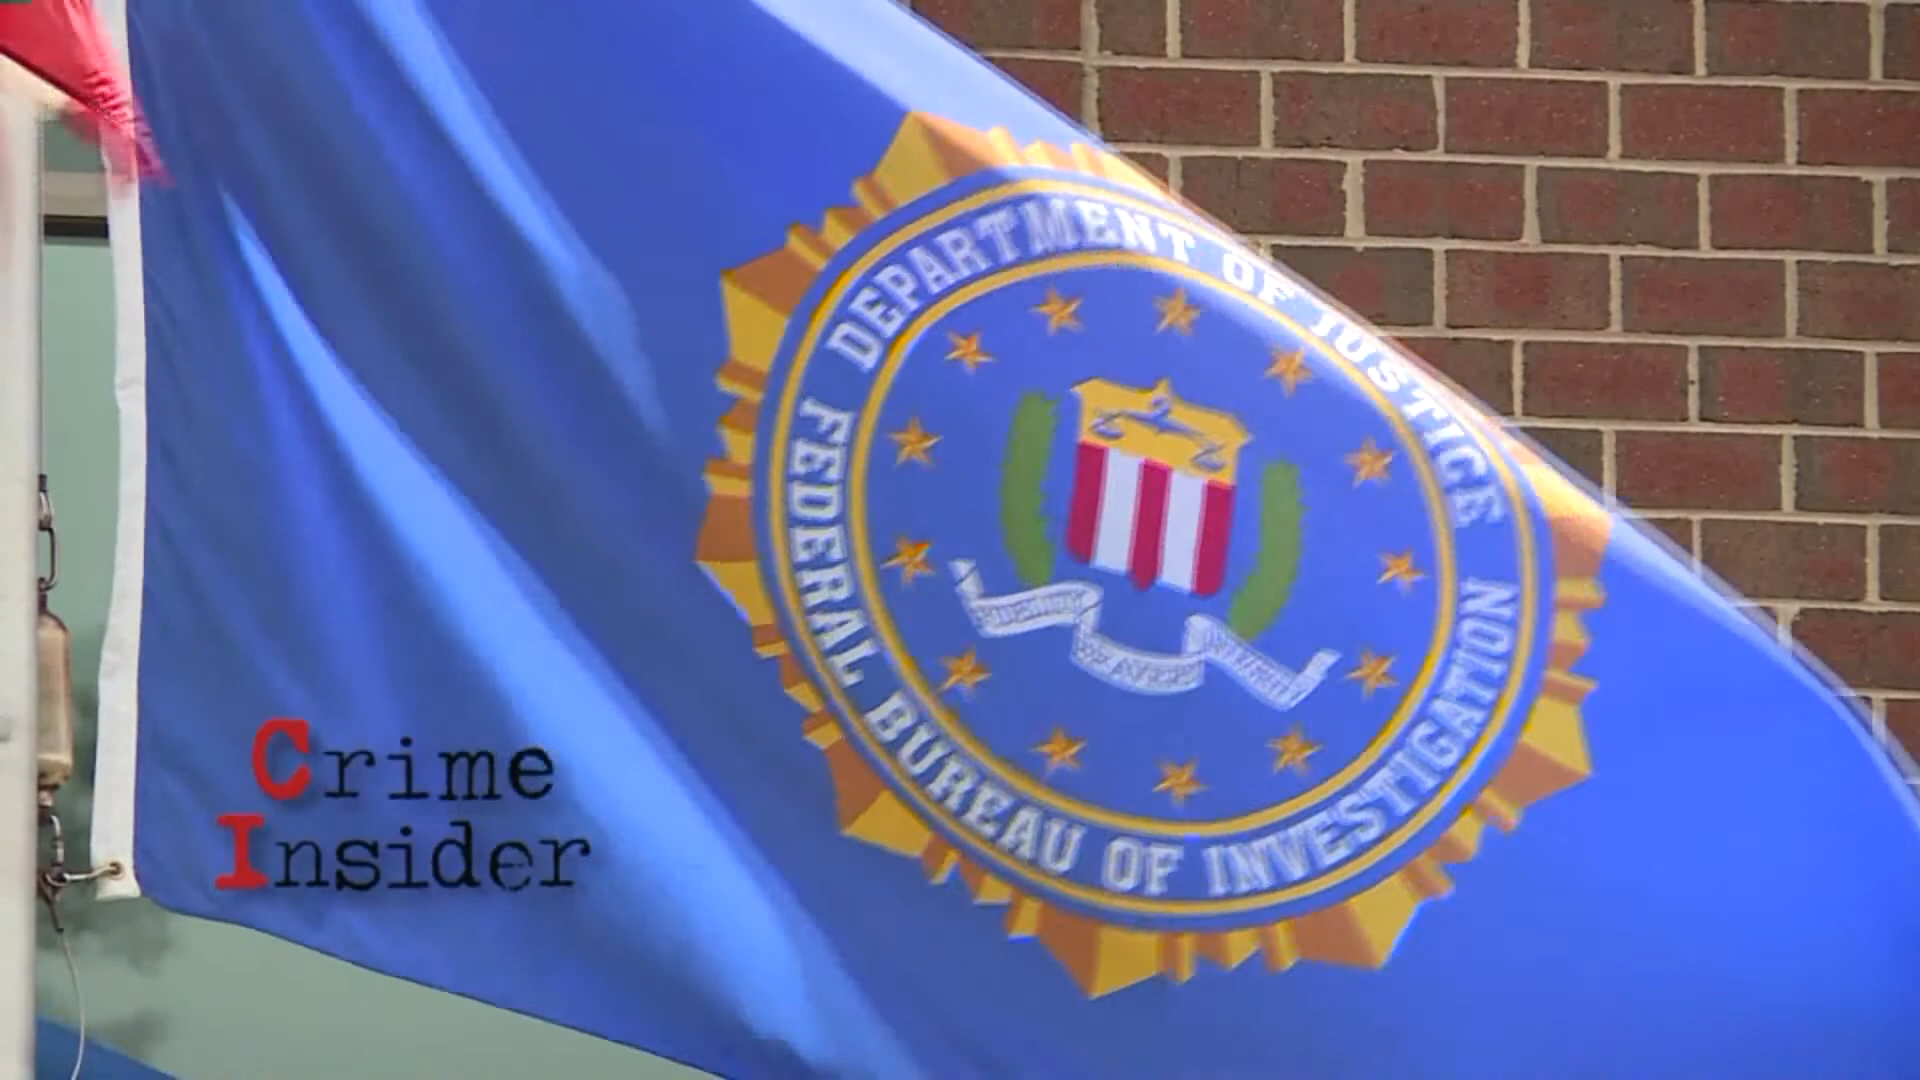 DEPARTMENT OF JUSTICE
FEDERAL BUREAU OF INVESTIGATION
Crime
Insider